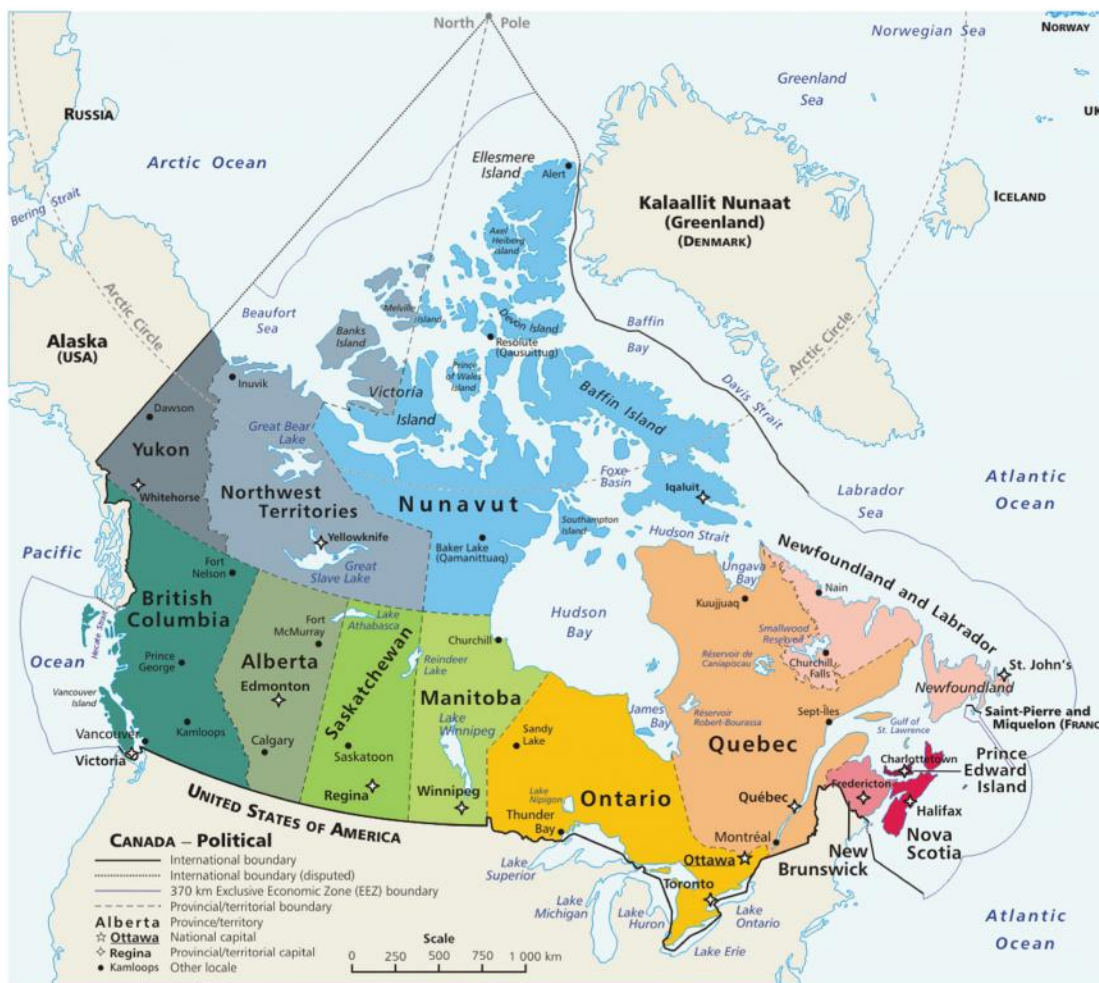 North Pole
Norwegian Sea
NORWAY
Greenland
Sea
UK
RUSSIA
Arctic Ocean
Ellesmere
Island
Alert
Bering Strait
Kalaallit Nunaat
(Greenland)
(DENMARK)
ICELAND
Axel
Heiberg
Island
Arctic Circle
Beaufort
Sea
Melville
Island
Devon Island
Baffin
Bay
Arctic Circle
Alaska
(USA)
Banks
Island
Resolute
(Qausuittuq)
Prince
of Wales
Island
Victoria
Island
Baffin Island
Davis Strait
Inuvik
Dawson
Great Bear
Lake
Yukon
Whitehorse
Northwest
Territories
Nunavut
Foxe
Basin
Iqaluit
Labrador
Sea
Atlantic
Ocean
Southampton
Island
Hudson Strait
Yellowknife
Great
Slave Lake
Baker Lake
(Qamanittuaq)
Pacific
Ocean
Fort
Nelson
British
Columbia
Hecate Strait
Ungava
Bay
Newfoundland and Labrador
Nain
Kuujjuaq
Hudson
Bay
Lake
Athabasca
Fort
McMurray
Churchill
Smallwood
Reservoir
Réservoir de
Caniapiscau
Churchill
Falls
Prince
George
Alberta
Edmonton
Saskatchewan
Reindeer
Lake
Manitoba
St. John's
Newfoundland
Vancouver
Island
Kamloops
Calgary
Saskatoon
Lake
Winnipeg
Sandy
Lake
James
Bay
Réservoir
Robert-Bourassa
Sept-Îles
Saint-Pierre and
Miquelon (FRANC
Gulf of
St. Lawrence
Vancouver
Victoria
Regina
Winnipeg
Ontario
Quebec
Charlottetown
Prince
Edward
Island
Fredericton
Halifax
Nova
Scotia
Lake
Nipigon
Thunder
Bay
Québec
Montréal
New
Brunswick
UNITED STATES OF AMERICA
Ottawa
Toronto
Lake
Superior
Lake
Michigan
Lake
Huron
Lake
Ontario
Lake Erie
Atlantic
Ocean
CANADA – Political
International boundary
International boundary (disputed)
370 km Exclusive Economic Zone (EEZ) boundary
Provincial/territorial boundary
Alberta Province/territory
Ottawa National capital
Regina Provincial/territorial capital
Kamloops Other locale
Scale
0 250 500 750 1 000 km